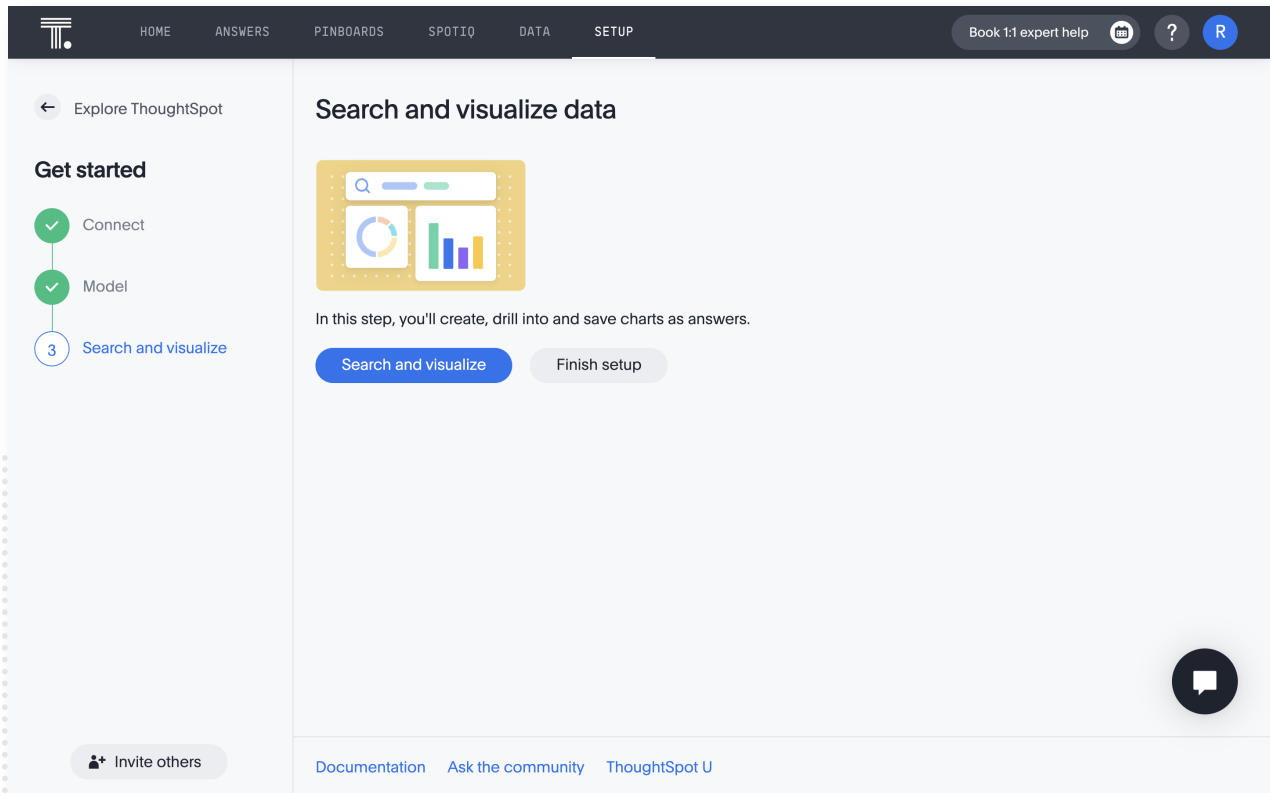 HOME ANSWERS PINBOARDS SPOTIQ DATA SETUP Book 1:1 expert help ? R
Explore ThoughtSpot
Get started
Connect
Model
3 Search and visualize
Invite others
Search and visualize data
In this step, you'll create, drill into and save charts as answers.
Search and visualize Finish setup
Documentation Ask the community ThoughtSpot U